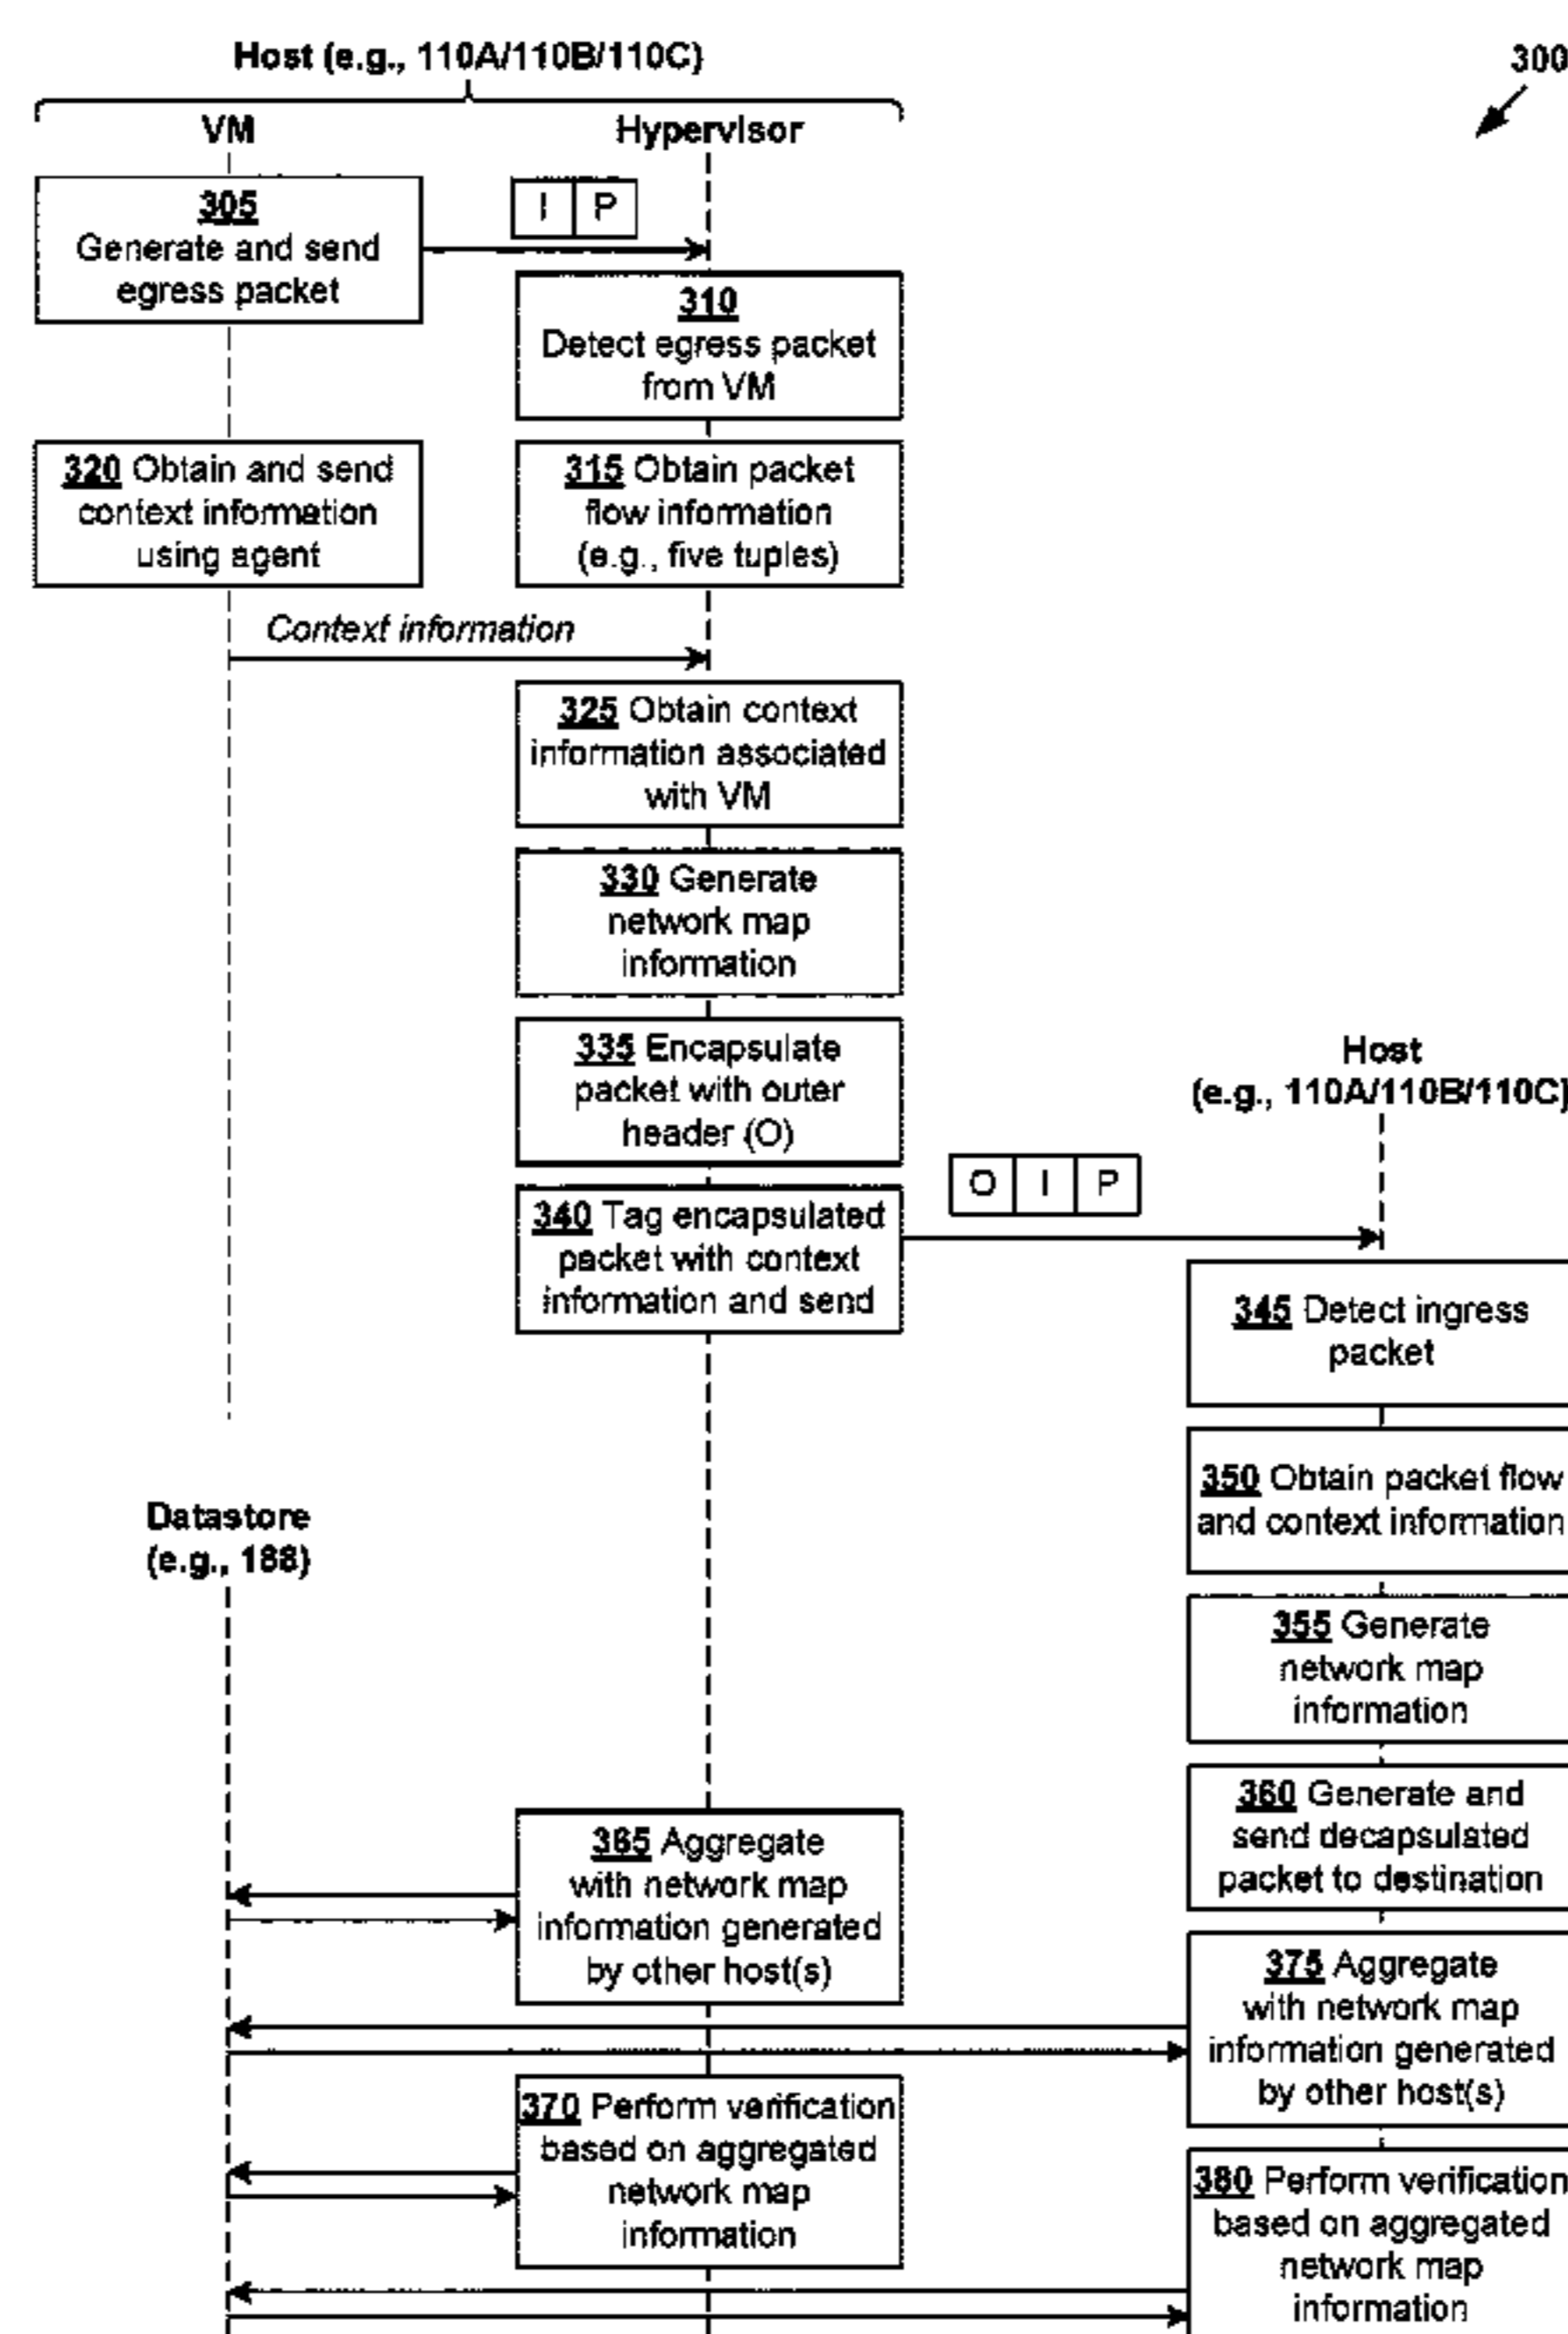 Host (e.g., 110A/110B/110C)
300
VM
Hypervisor
305
Generate and send
egress packet
I P
310
Detect egress packet
from VM
320 Obtain and send
context information
using agent
315 Obtain packet
flow information
(e.g., five tuples)
Context information
325 Obtain context
information associated
with VM
330 Generate
network map
information
335 Encapsulate
packet with outer
header (O)
Host
(e.g., 110A/110B/110C)
O I P
340 Tag encapsulated
packet with context
information and send
345 Detect ingress
packet
350 Obtain packet flow
and context information
Datastore
(e.g., 188)
355 Generate
network map
information
360 Generate and
send decapsulated
packet to destination
365 Aggregate
with network map
information generated
by other host(s)
375 Aggregate
with network map
information generated
by other host(s)
370 Perform verification
based on aggregated
network map
information
380 Perform verification
based on aggregated
network map
information